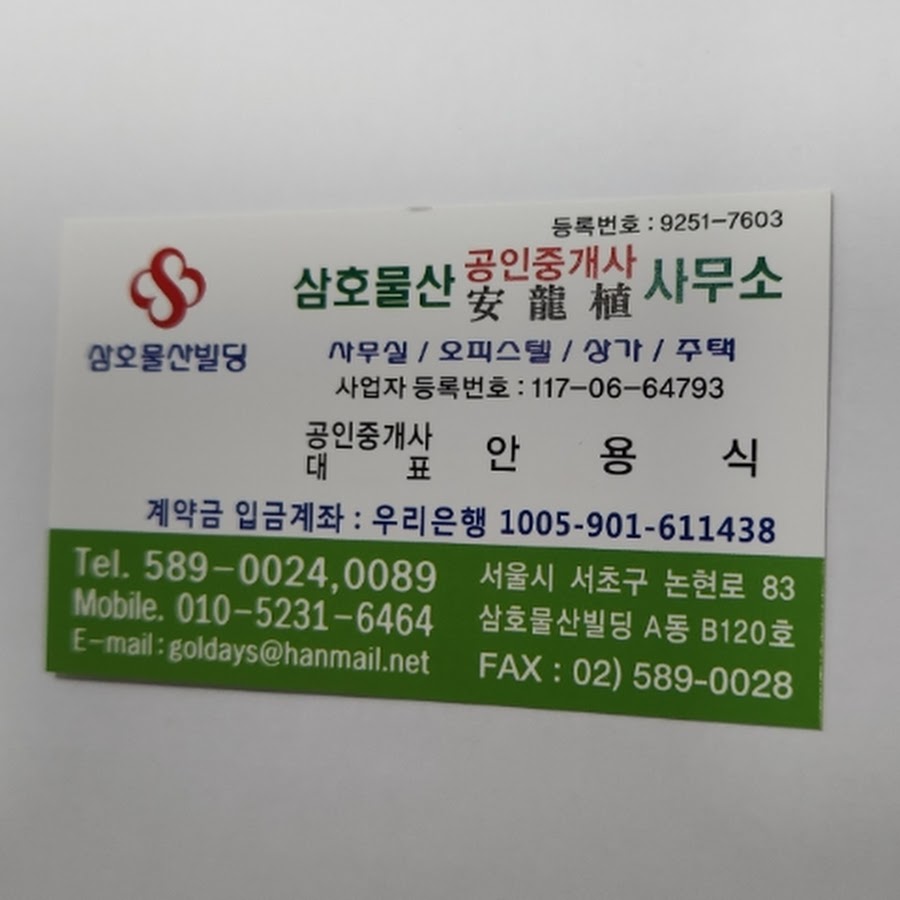 등록번호 : 9251-7603
삼호물산 공인중개사 安龍植 사무소
삼호물산빌딩
사무실 / 오피스텔 / 상가 / 주택
사업자 등록번호 : 117-06-64793
공인중개사
대 표 안 용 식
계약금 입금계좌 : 우리은행 1005-901-611438
Tel. 589-0024,0089
Mobile. 010-5231-6464
E-mail : goldays@hanmail.net
서울시 서초구 논현로 83
삼호물산빌딩 A동 B120호
FAX : 02) 589-0028